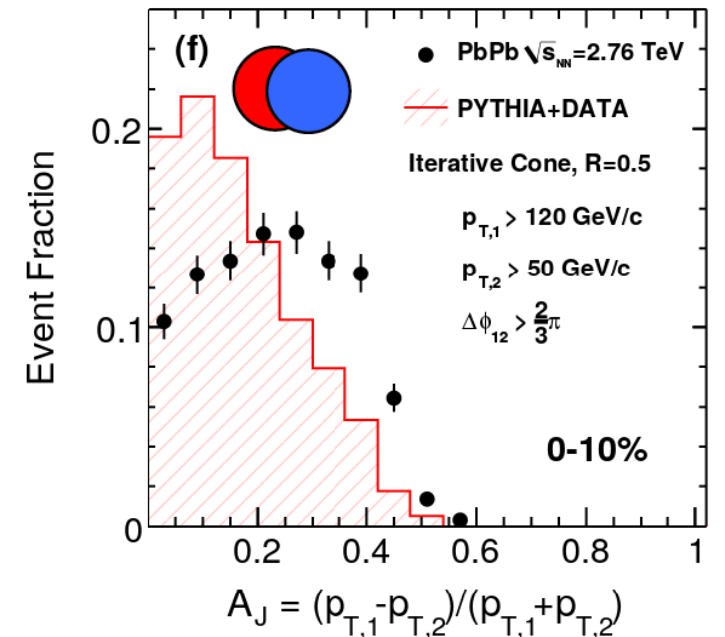 (f)
PbPb √s_NN=2.76 TeV
PYTHIA+DATA
Iterative Cone, R=0.5
p_T,1 > 120 GeV/c
p_T,2 > 50 GeV/c
Δϕ_12 > 2/3 π
0-10%
Event Fraction
0.2
0.1
0
0.2 0.4 0.6 0.8 1
A_J = (p_T,1-p_T,2)/(p_T,1+p_T,2)